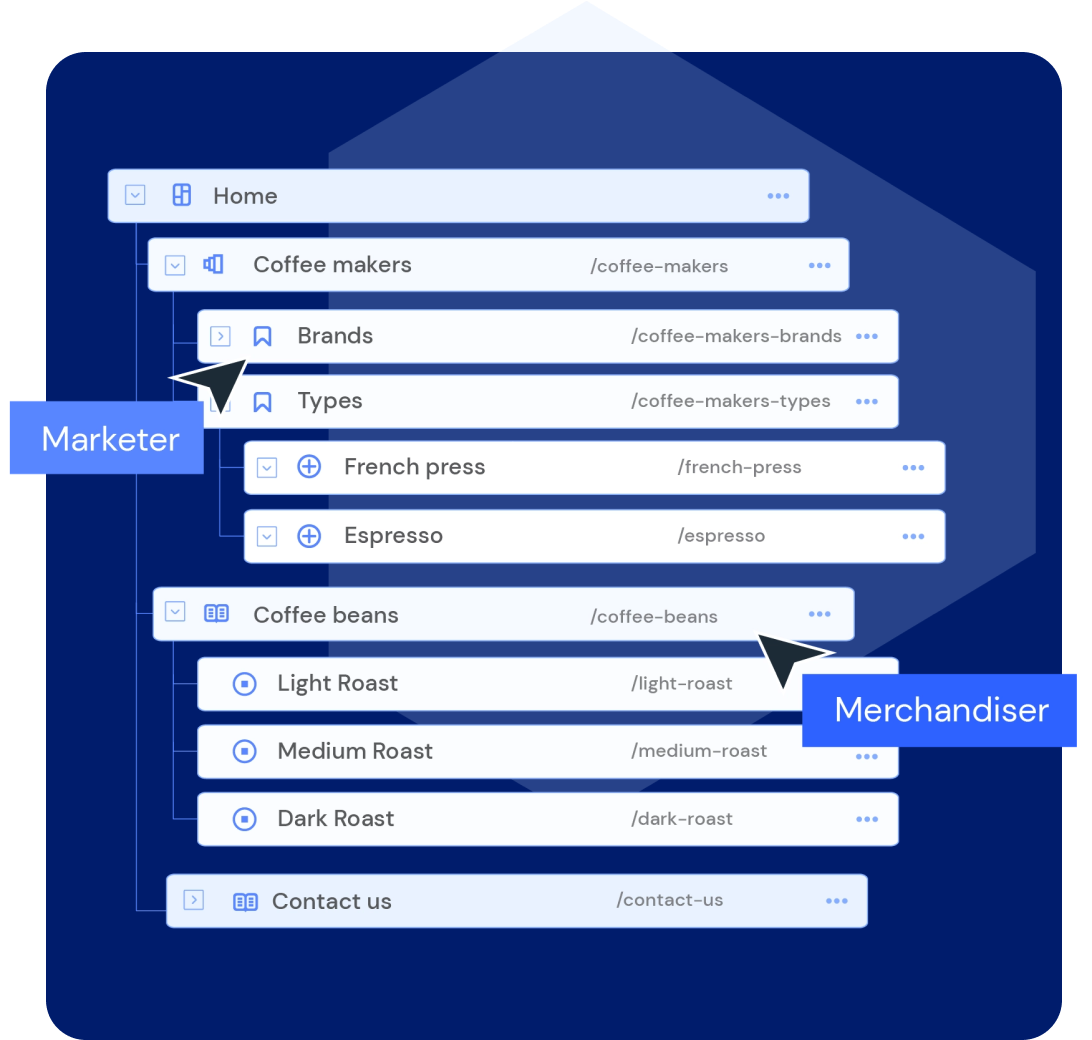 Home
Coffee makers /coffee-makers
Brands /coffee-makers-brands
Types /coffee-makers-types
Marketer
French press /french-press
Espresso /espresso
Coffee beans /coffee-beans
Light Roast /light-roast
Merchandiser
Medium Roast /medium-roast
Dark Roast /dark-roast
Contact us /contact-us